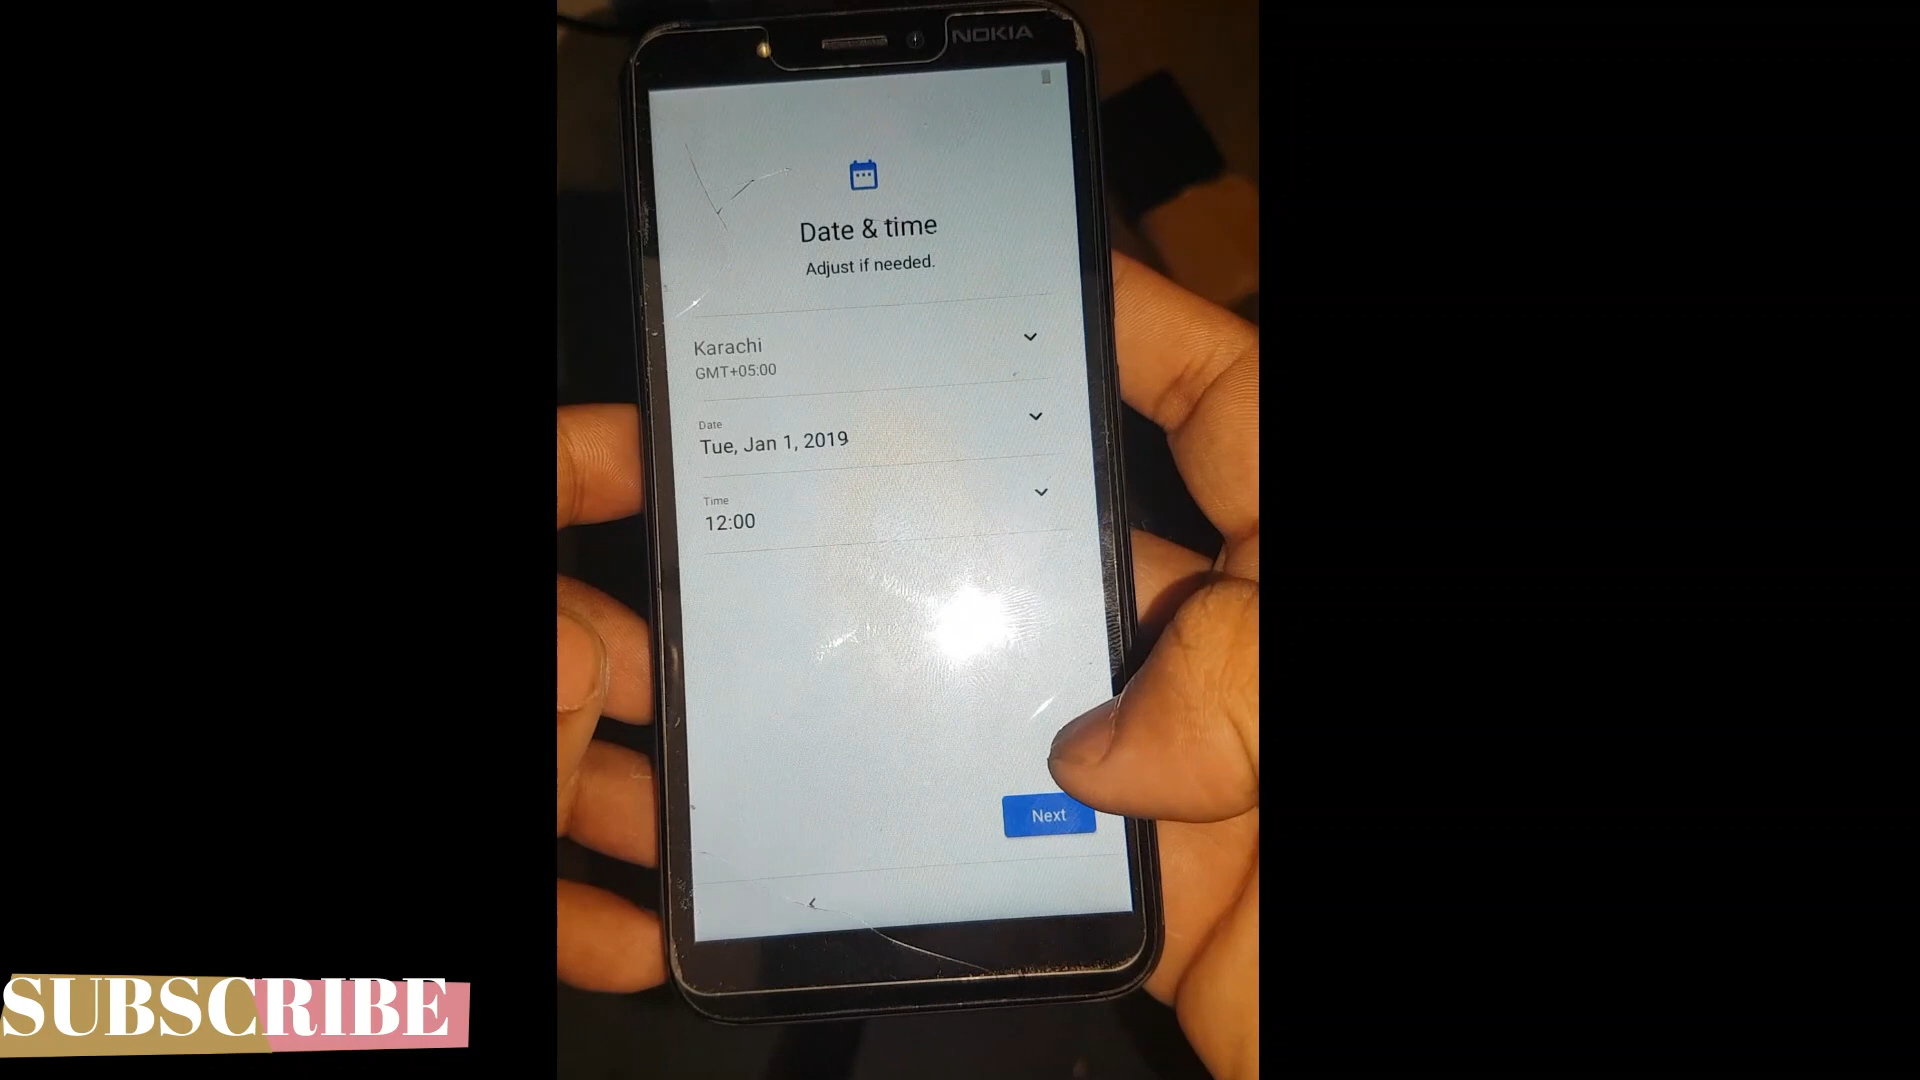 NOKIA
Date & time
Adjust if needed.
Karachi
GMT+05:00
Date
Tue, Jan 1, 2019
Time
12:00
Next
SUBSCRIBE